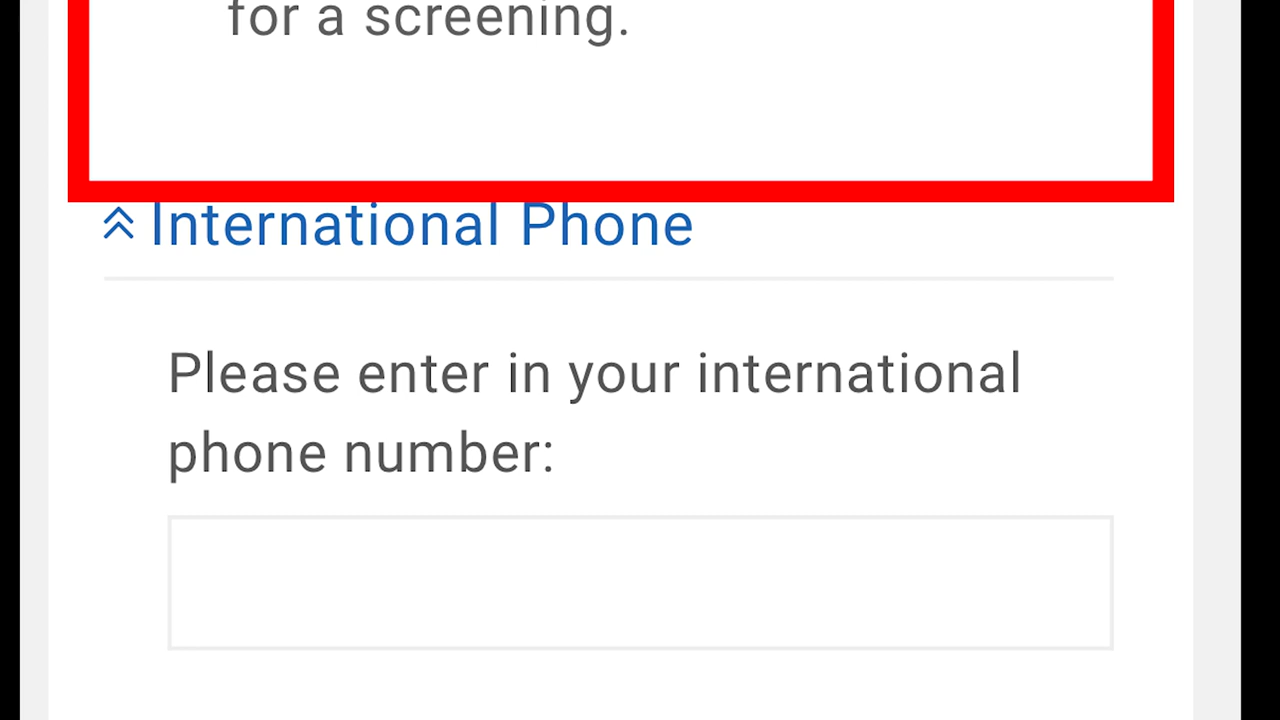 for a screening.
International Phone
Please enter in your international
phone number: